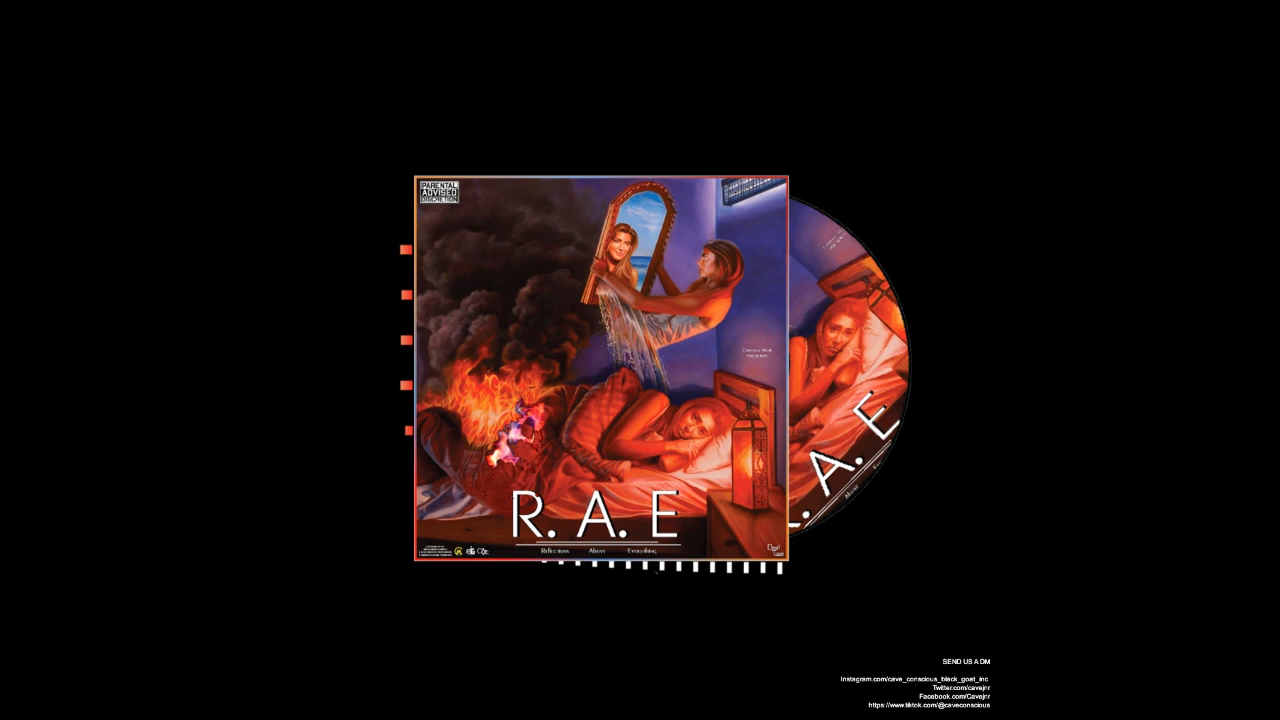 PARENTAL
ADVISED
DISCRETION
R. A. E
Reflections Above Everything
A. E
Above
SEND US A DM
Instagram.com/cave_conscious_black_goat_inc
Twitter.com/cavejnr
Facebook.com/Cavejnr
https://www.tiktok.com/@caveconscious